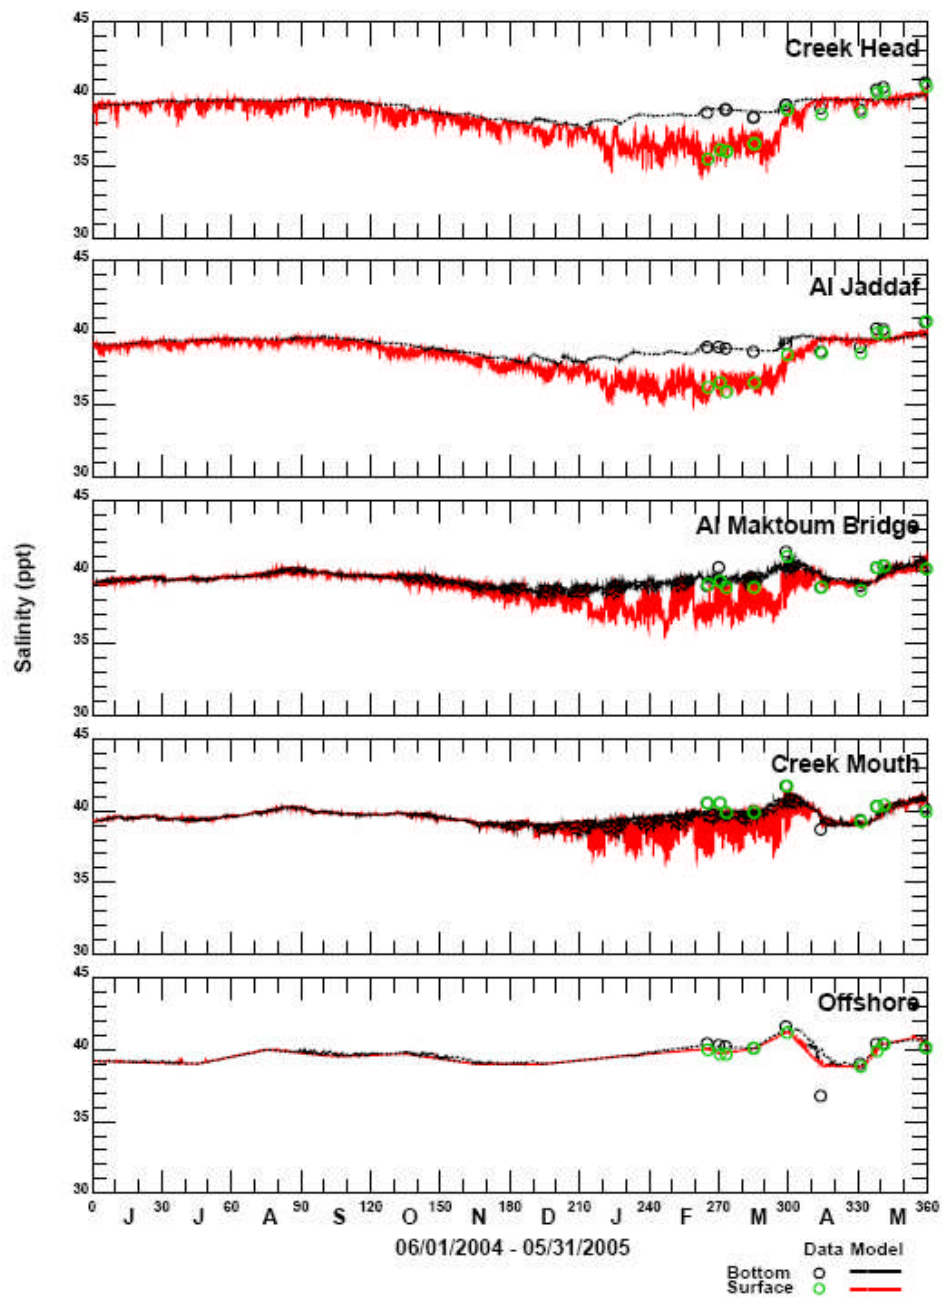 45
40
35
30
Creek Head
45
40
35
30
Al Jaddaf
45
40
35
30
Al Maktoum Bridge
45
40
35
30
Creek Mouth
45
40
35
30
Offshore
Salinity (ppt)
0 30 60 90 120 150 180 210 240 270 300 330 360
J J A S O N D J F M A M
06/01/2004 - 05/31/2005
Data Model
Bottom
Surface